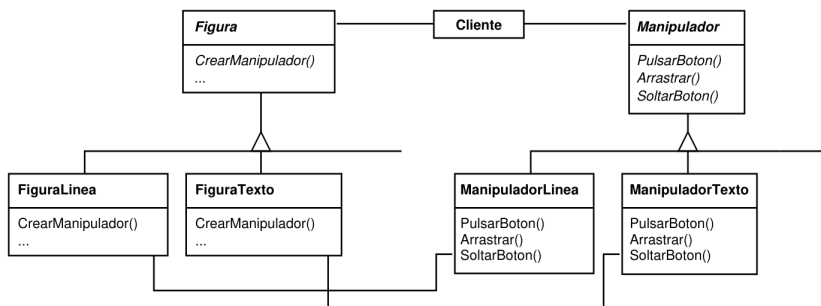 Figura
CrearManipulador()
...
Cliente
Manipulador
PulsarBoton()
Arrastrar()
SoltarBoton()
FiguraLinea
CrearManipulador()
...
FiguraTexto
CrearManipulador()
...
ManipuladorLinea
PulsarBoton()
Arrastrar()
SoltarBoton()
ManipuladorTexto
PulsarBoton()
Arrastrar()
SoltarBoton()